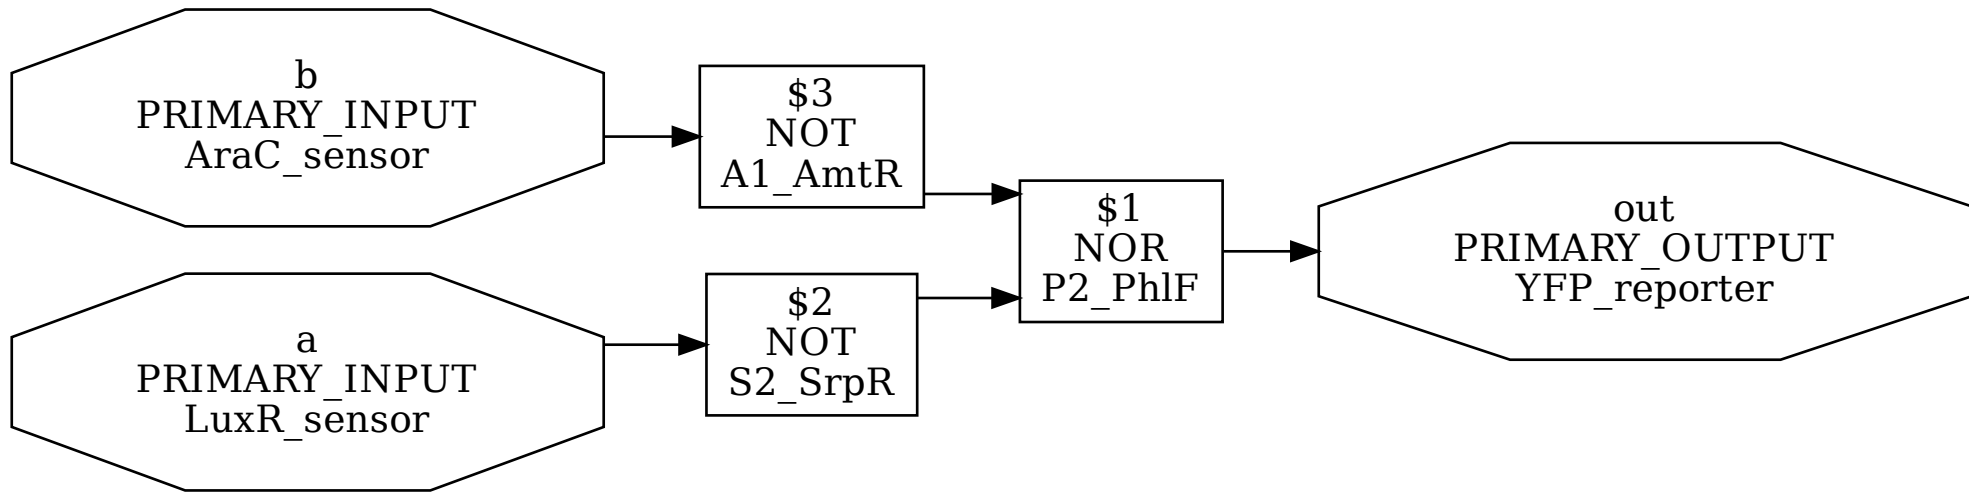 b
PRIMARY_INPUT
AraC_sensor
$3
NOT
A1_AmtR
a
PRIMARY_INPUT
LuxR_sensor
$2
NOT
S2_SrpR
$1
NOR
P2_PhlF
out
PRIMARY_OUTPUT
YFP_reporter